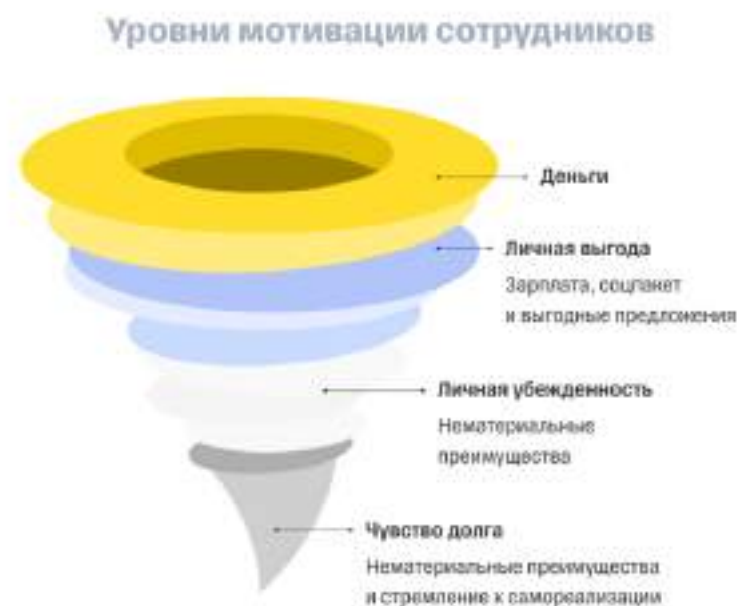 Уровни мотивации сотрудников
Деньги
Личная выгода
Зарплата, соцпакет
и выгодные предложения
Личная убежденность
Нематериальные
преимущества
Чувство долга
Нематериальные преимущества
и стремление к самореализации